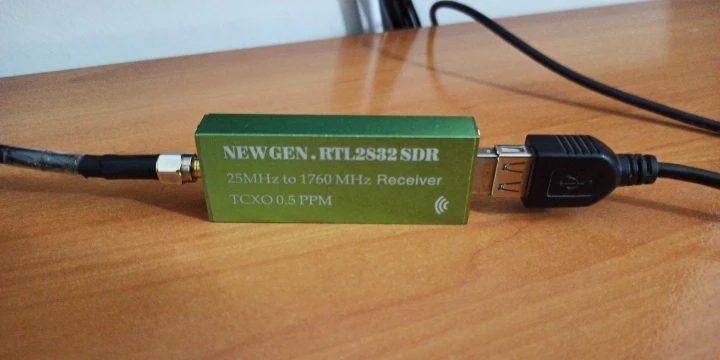 NEWGEN.RTL2832 SDR
25MHz to 1760 MHz Receiver
TCXO 0.5 PPM